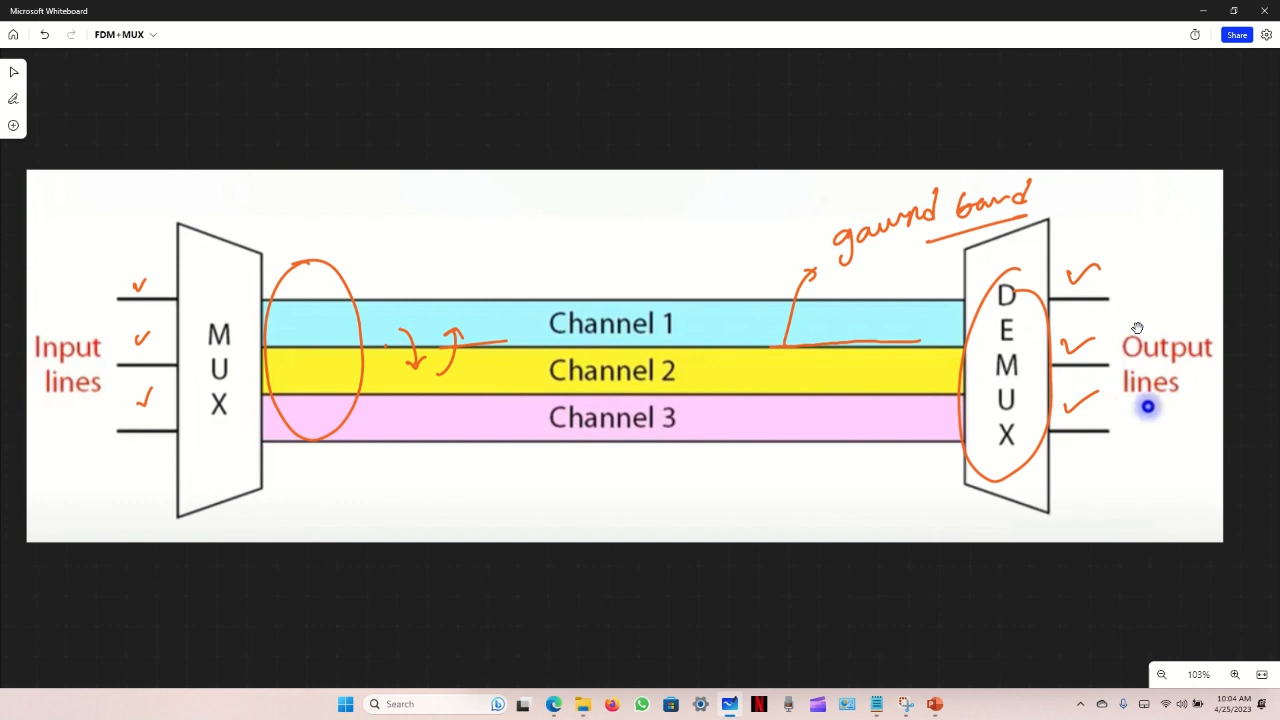 Microsoft Whiteboard
FDM+MUX
Share
gaurnd band
Input
lines
M
U
X
Channel 1
Channel 2
Channel 3
D
E
M
U
X
Output
lines
103%
Search
10:04 AM
4/25/2023